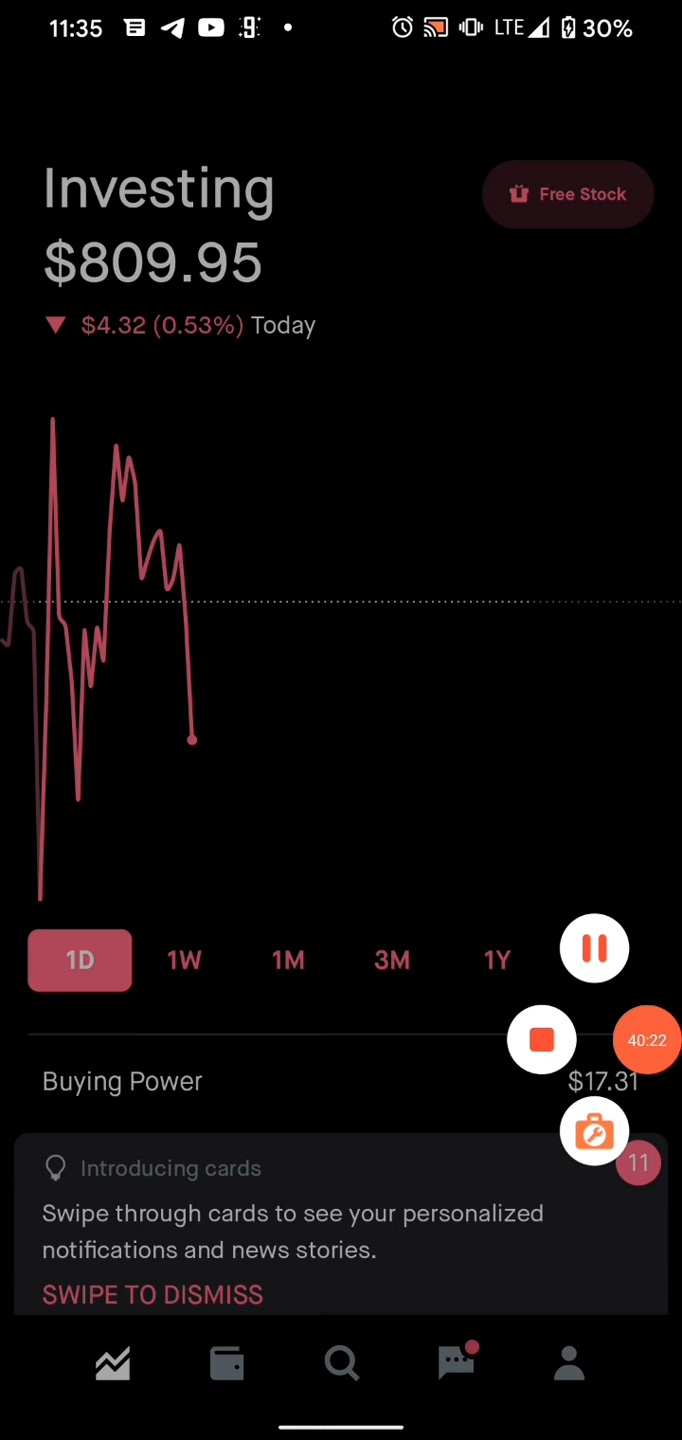 11:35
LTE
30%
Investing
Free Stock
$809.95
$4.32 (0.53%) Today
1D 1W 1M 3M 1Y
40:22
Buying Power
$17.31
Introducing cards
11
Swipe through cards to see your personalized
notifications and news stories.
SWIPE TO DISMISS